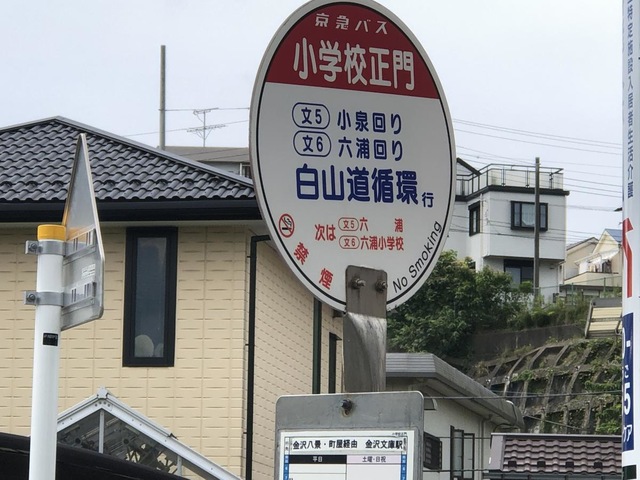 京急バス
小学校正門
文5 小泉回り
文6 六浦回り
白山道循環行
次は 文5 六浦
文6 六浦小学校
禁煙
No Smoking
金沢八景・町屋経由 金沢文庫駅
平日 土曜・日祝